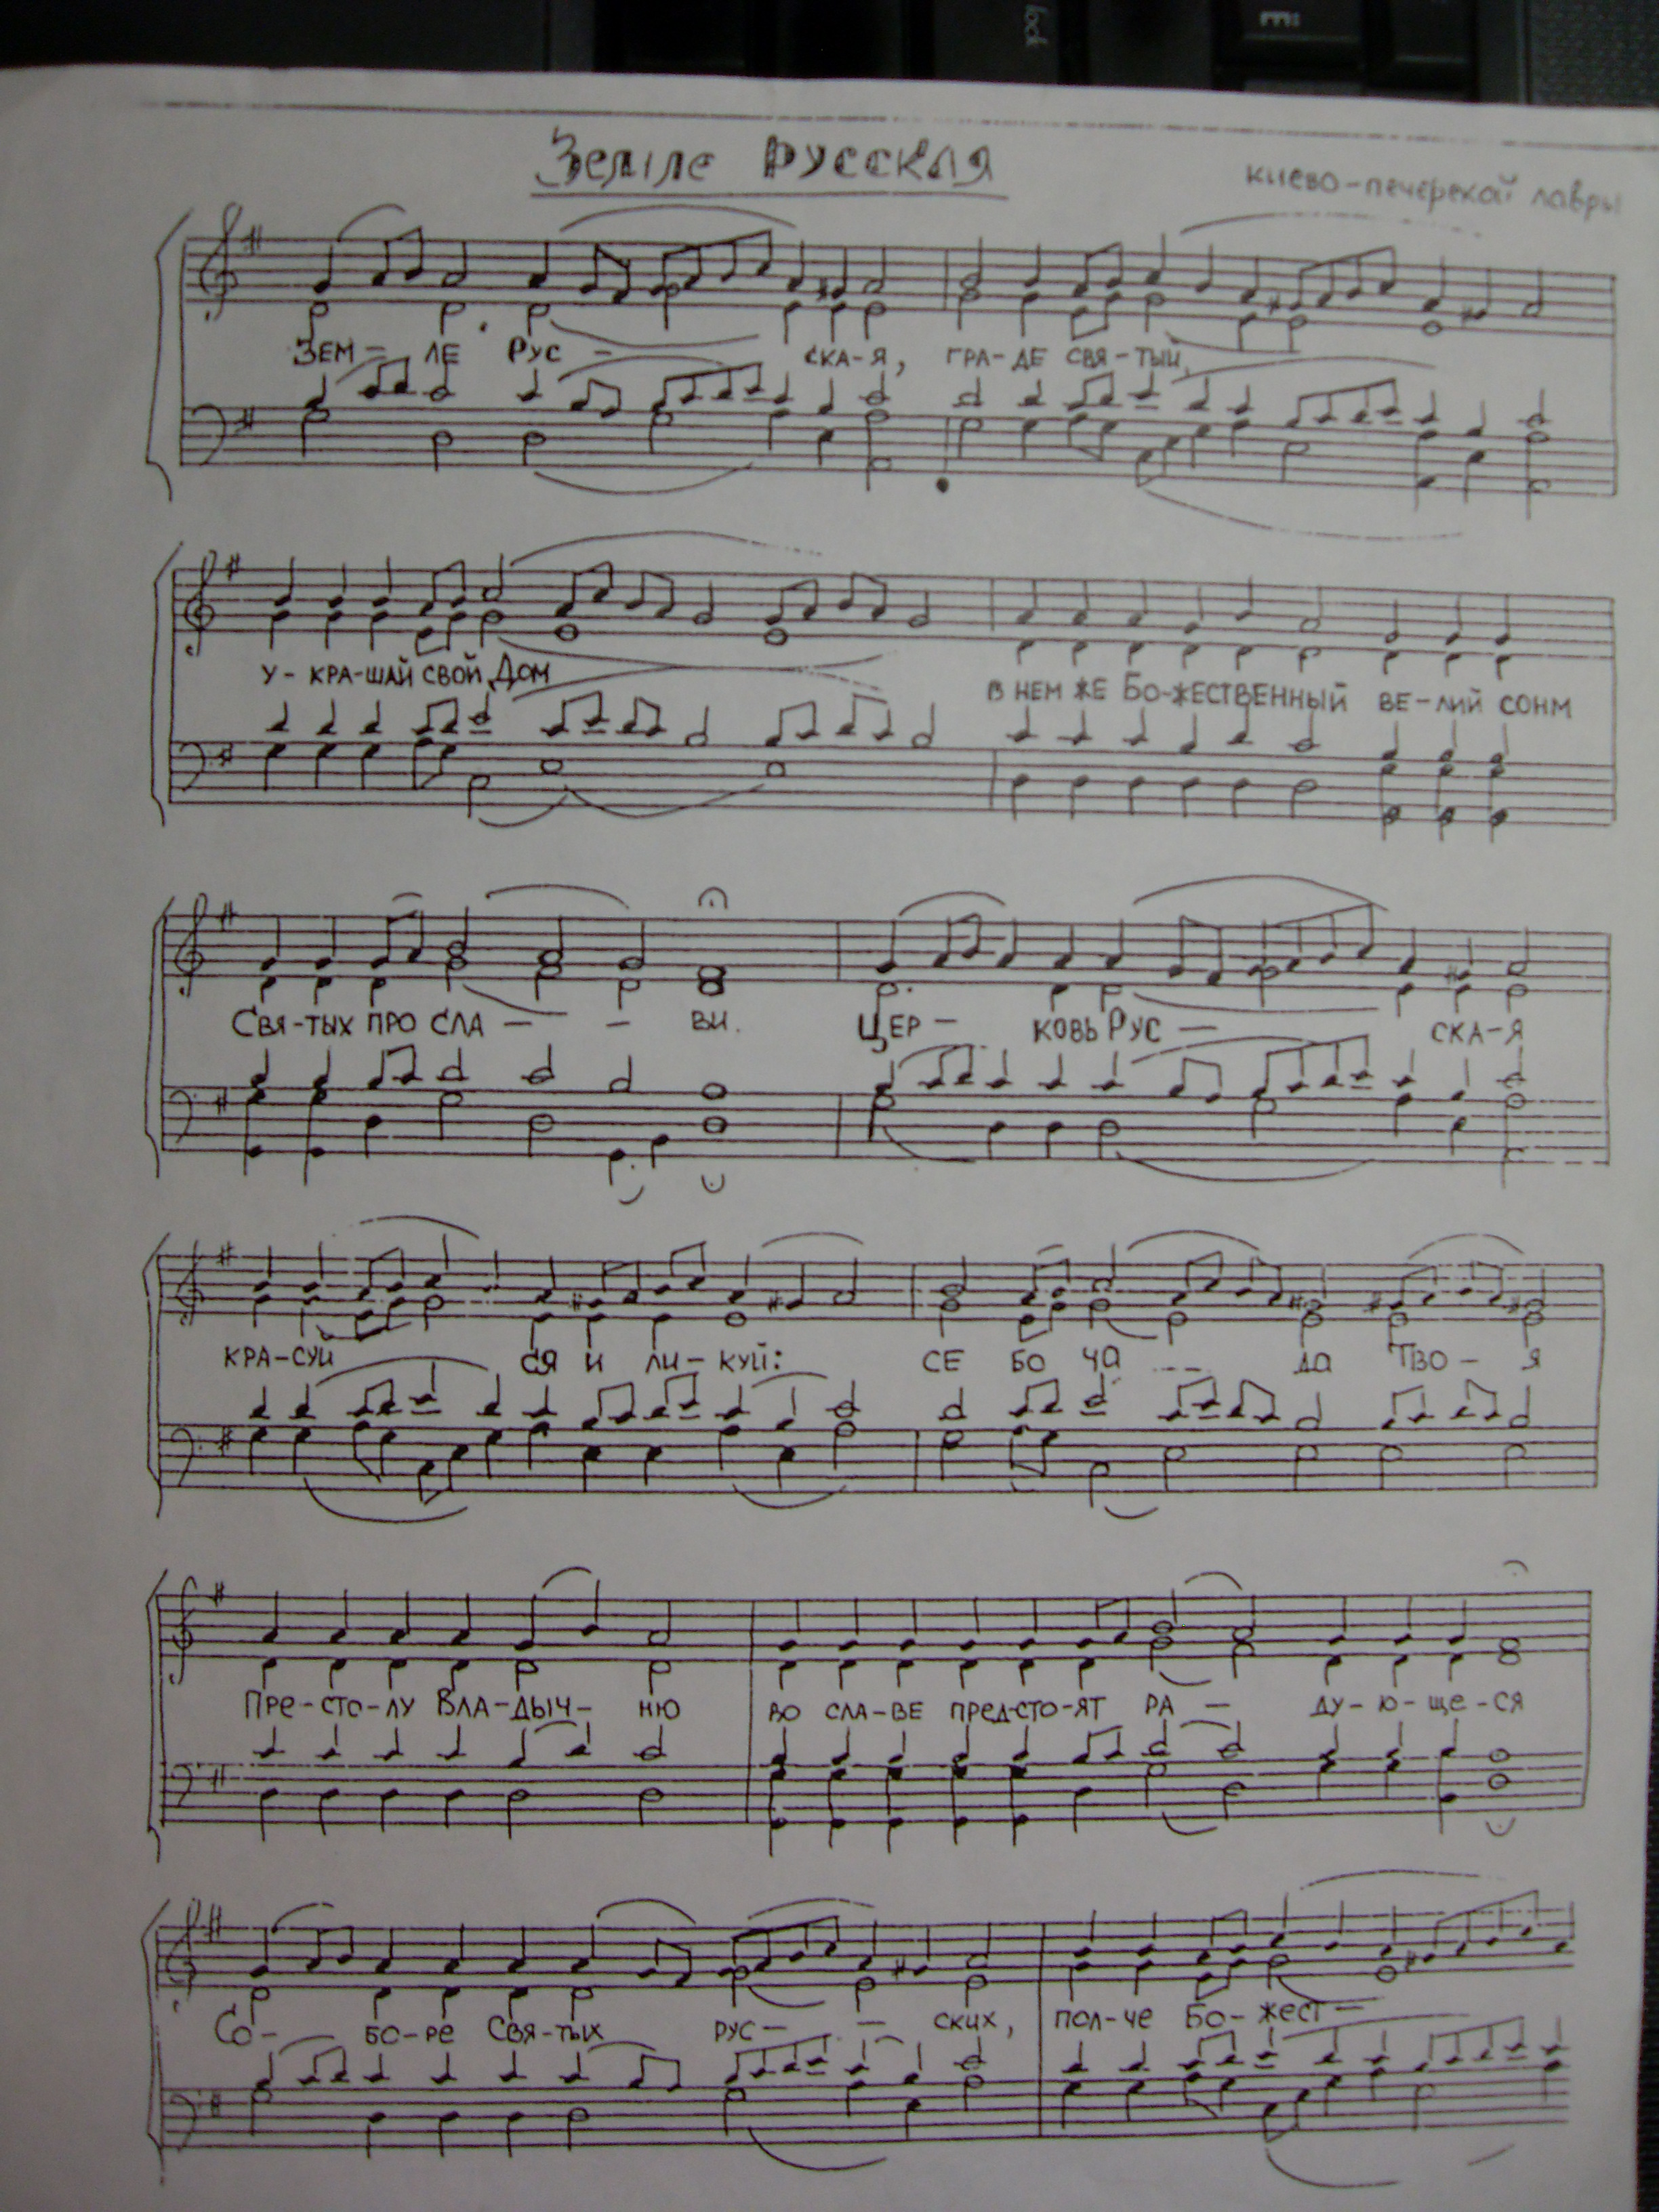 lock
m:
Земле Русская
киево-печерской лавры
Зем - ле Рус - ска-я, гра-де свя-тый,
у-кра-шай свой Дом в нем же Бо-жественный ве-лий сонм
Свя-тых про сла - - ви. Цер - ковь Рус - ска-я
кра-суй ся и ли-куй: се бо ча - - да Тво - я
Пре-сто-лу Вла-дыч- ню во сла-ве пред-сто-ят ра - ду-ю-ще-ся
Со- бо-ре Свя-тых рус - - ских, пол-че Бо-жест-